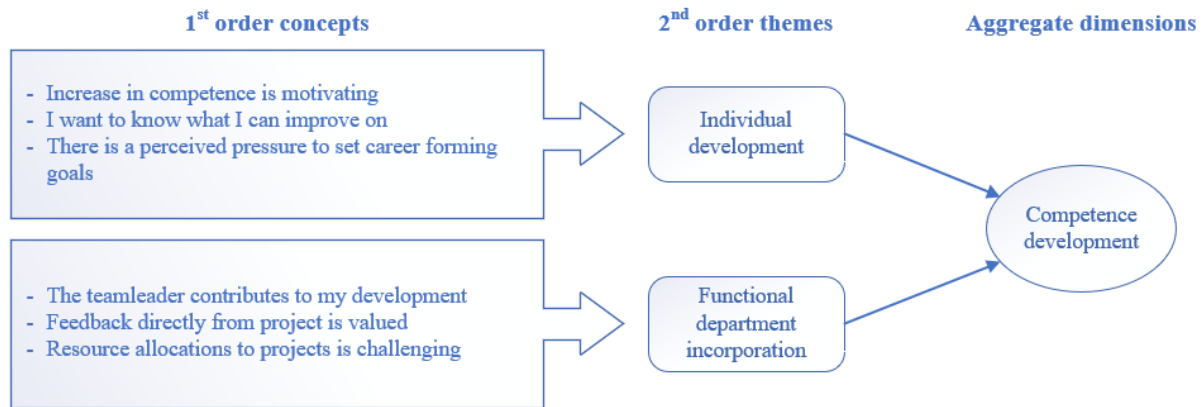 1st order concepts
2nd order themes
Aggregate dimensions
- Increase in competence is motivating
- I want to know what I can improve on
- There is a perceived pressure to set career forming
goals
Individual
development
Competence
development
- The teamleader contributes to my development
- Feedback directly from project is valued
- Resource allocations to projects is challenging
Functional
department
incorporation